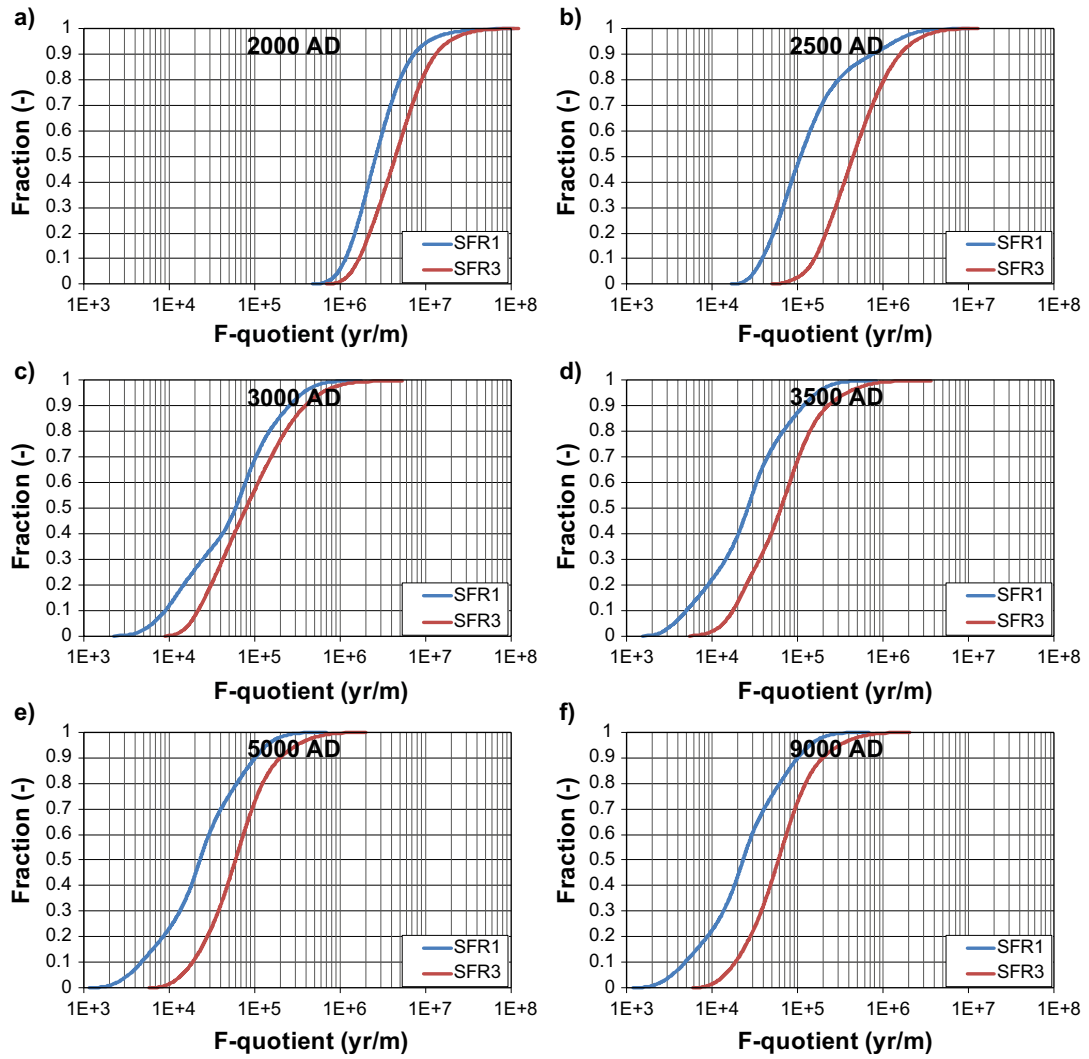 a)
2000 AD
Fraction (-)
1
0.9
0.8
0.7
0.6
0.5
0.4
0.3
0.2
0.1
0
SFR1
SFR3
1E+3 1E+4 1E+5 1E+6 1E+7 1E+8
F-quotient (yr/m)
b)
2500 AD
Fraction (-)
1
0.9
0.8
0.7
0.6
0.5
0.4
0.3
0.2
0.1
0
SFR1
SFR3
1E+3 1E+4 1E+5 1E+6 1E+7 1E+8
F-quotient (yr/m)
c)
3000 AD
Fraction (-)
1
0.9
0.8
0.7
0.6
0.5
0.4
0.3
0.2
0.1
0
SFR1
SFR3
1E+3 1E+4 1E+5 1E+6 1E+7 1E+8
F-quotient (yr/m)
d)
3500 AD
Fraction (-)
1
0.9
0.8
0.7
0.6
0.5
0.4
0.3
0.2
0.1
0
SFR1
SFR3
1E+3 1E+4 1E+5 1E+6 1E+7 1E+8
F-quotient (yr/m)
e)
5000 AD
Fraction (-)
1
0.9
0.8
0.7
0.6
0.5
0.4
0.3
0.2
0.1
0
SFR1
SFR3
1E+3 1E+4 1E+5 1E+6 1E+7 1E+8
F-quotient (yr/m)
f)
9000 AD
Fraction (-)
1
0.9
0.8
0.7
0.6
0.5
0.4
0.3
0.2
0.1
0
SFR1
SFR3
1E+3 1E+4 1E+5 1E+6 1E+7 1E+8
F-quotient (yr/m)